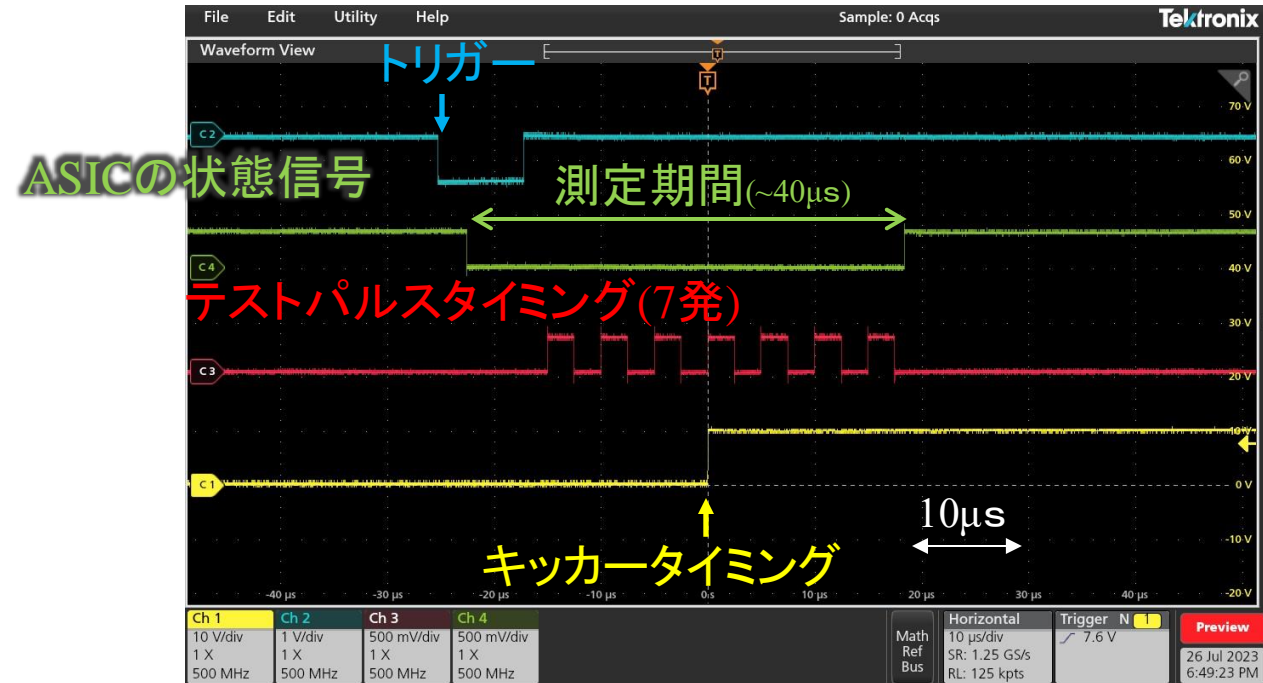 File Edit Utility Help Sample: 0 Acqs Tektronix
Waveform View
トリガー
T
T
70 V
C 2
60 V
ASICの状態信号
測定期間(~40μs)
50 V
C 4
40 V
テストパルスタイミング(7発)
30 V
C 3
20 V
10 V
C 1
0 V
10μs
-10 V
キッカータイミング
-40 μs -30 μs -20 μs -10 μs 0 s 10 μs 20 μs 30 μs 40 μs -20 V
Ch 1 Ch 2 Ch 3 Ch 4
10 V/div 1 V/div 500 mV/div 500 mV/div
1 X 1 X 1 X 1 X
500 MHz 500 MHz 500 MHz 500 MHz
Math
Ref
Bus
Horizontal
10 μs/div
SR: 1.25 GS/s
RL: 125 kpts
Trigger N 1
7.6 V
Preview
26 Jul 2023
6:49:23 PM